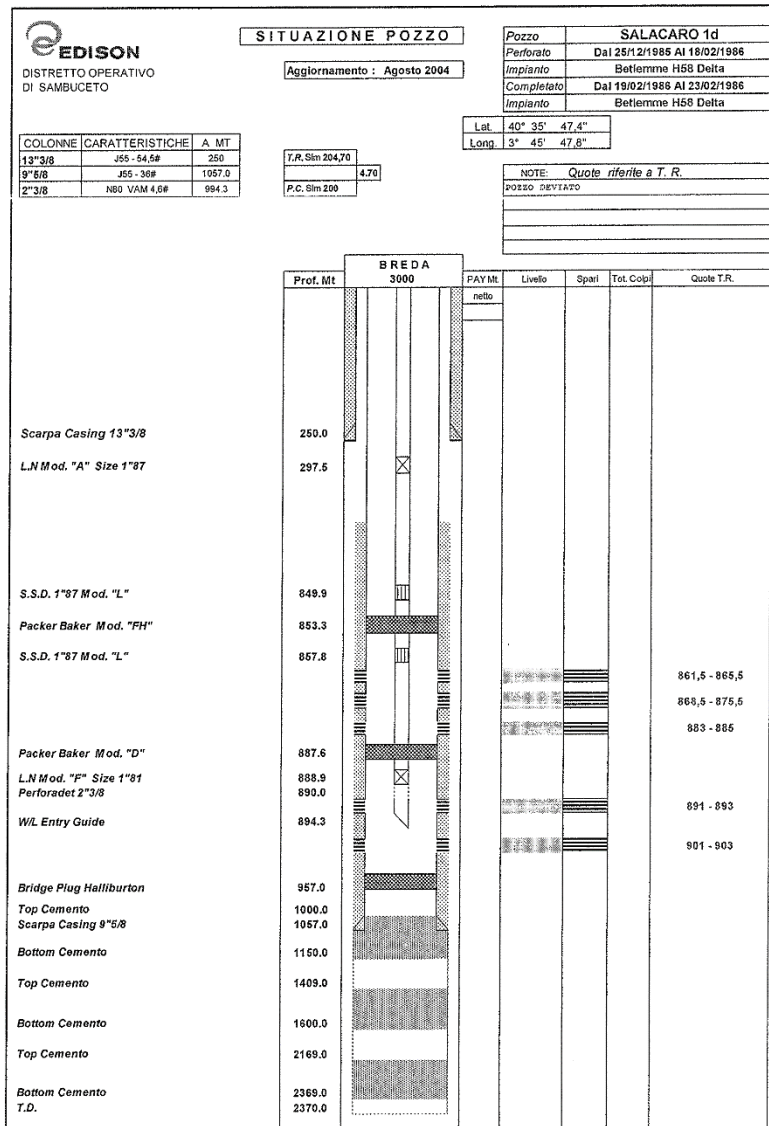 EDISON
DISTRETTO OPERATIVO
DI SAMBUCETO
SITUAZIONE POZZO
Aggiornamento : Agosto 2004
Pozzo SALACARO 1d
Perforato Dal 25/12/1985 Al 18/02/1986
Impianto Betlemme H58 Delta
Completato Dal 19/02/1986 Al 23/02/1986
Impianto Betlemme H58 Delta
Lat. 40° 35' 47,4"
Long. 3° 45' 47,8"
COLONNE CARATTERISTICHE A MT
13"3/8 J55 - 54,5# 250
9"5/8 J55 - 36# 1057.0
2"3/8 N80 VAM 4,6# 994.3
T.R. Slm 204,70
4.70
P.C. Slm 200
NOTE: Quote riferite a T. R.
POZZO DEVIATO
Prof. Mt BREDA 3000 PAY Mt. netto Livello Spari Tot. Colpi Quote T.R.
Scarpa Casing 13"3/8 250.0
L.N Mod. "A" Size 1"87 297.5
S.S.D. 1"87 Mod. "L" 849.9
Packer Baker Mod. "FH" 853.3
S.S.D. 1"87 Mod. "L" 857.8
861,5 - 865,5
868,5 - 875,5
883 - 885
Packer Baker Mod. "D" 887.6
L.N Mod. "F" Size 1"81 888.9
Perforadet 2"3/8 890.0
891 - 893
W/L Entry Guide 894.3
901 - 903
Bridge Plug Halliburton 957.0
Top Cemento 1000.0
Scarpa Casing 9"5/8 1057.0
Bottom Cemento 1150.0
Top Cemento 1409.0
Bottom Cemento 1600.0
Top Cemento 2169.0
Bottom Cemento 2369.0
T.D. 2370.0